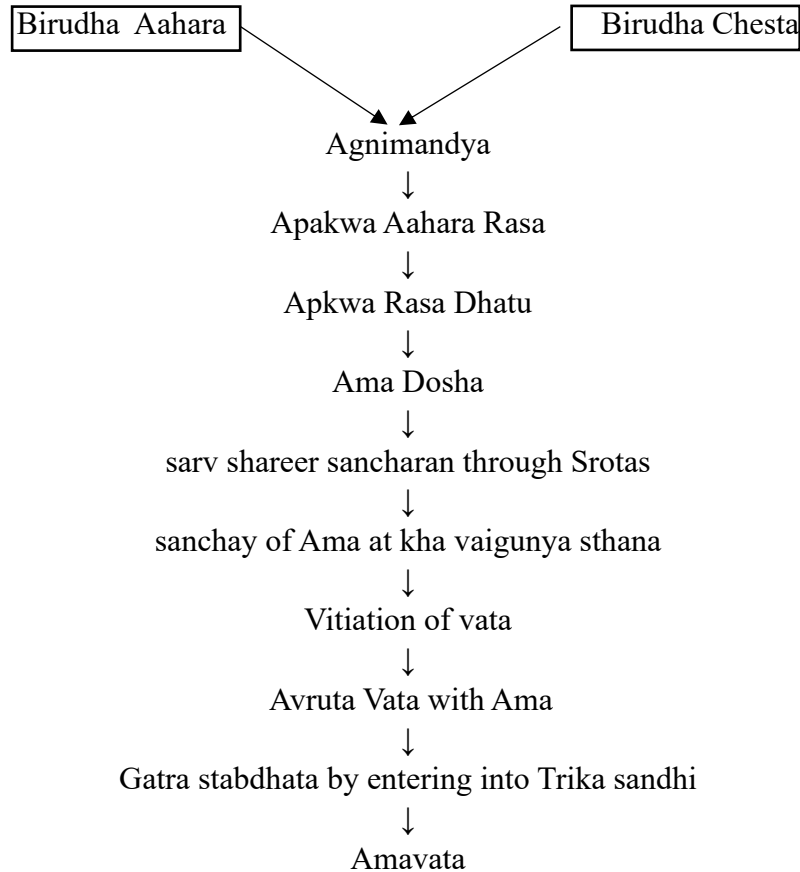 Birudha Aahara
Birudha Chesta
Agnimandya
↓
Apakwa Aahara Rasa
↓
Apkwa Rasa Dhatu
↓
Ama Dosha
↓
sarv shareer sancharan through Srotas
↓
sanchay of Ama at kha vaigunya sthana
↓
Vitiation of vata
↓
Avruta Vata with Ama
↓
Gatra stabdhata by entering into Trika sandhi
↓
Amavata